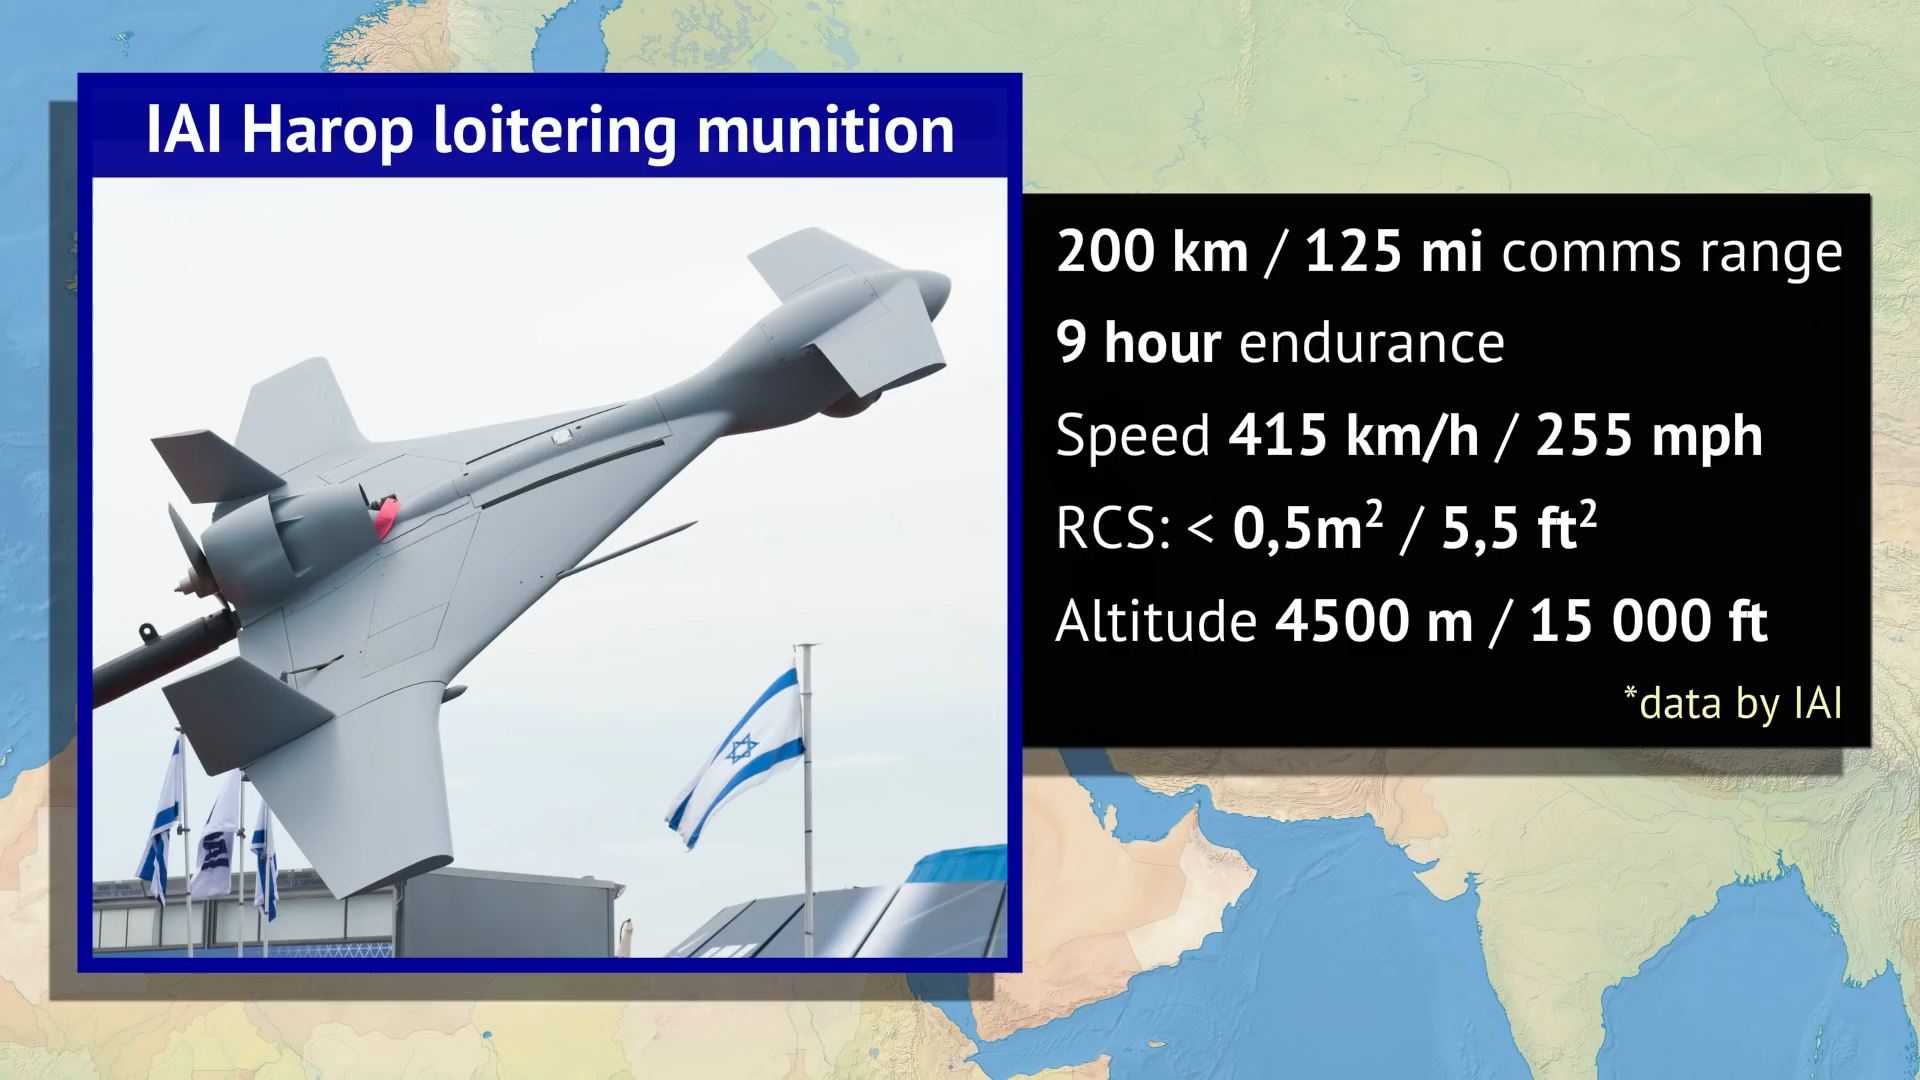 IAI Harop loitering munition
200 km / 125 mi comms range
9 hour endurance
Speed 415 km/h / 255 mph
RCS: < 0,5m² / 5,5 ft²
Altitude 4500 m / 15 000 ft
*data by IAI
IAI